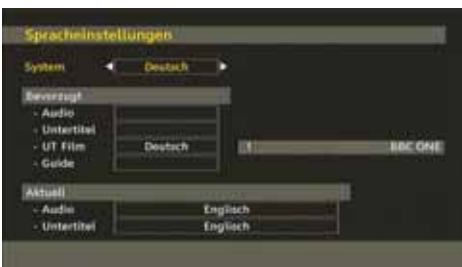 Spracheinstellungen
System Deutsch
Bevorzugt
- Audio
- Untertitel
- UT Film Deutsch 1 BBC ONE
- Guide
Aktuell
- Audio Englisch
- Untertitel Englisch